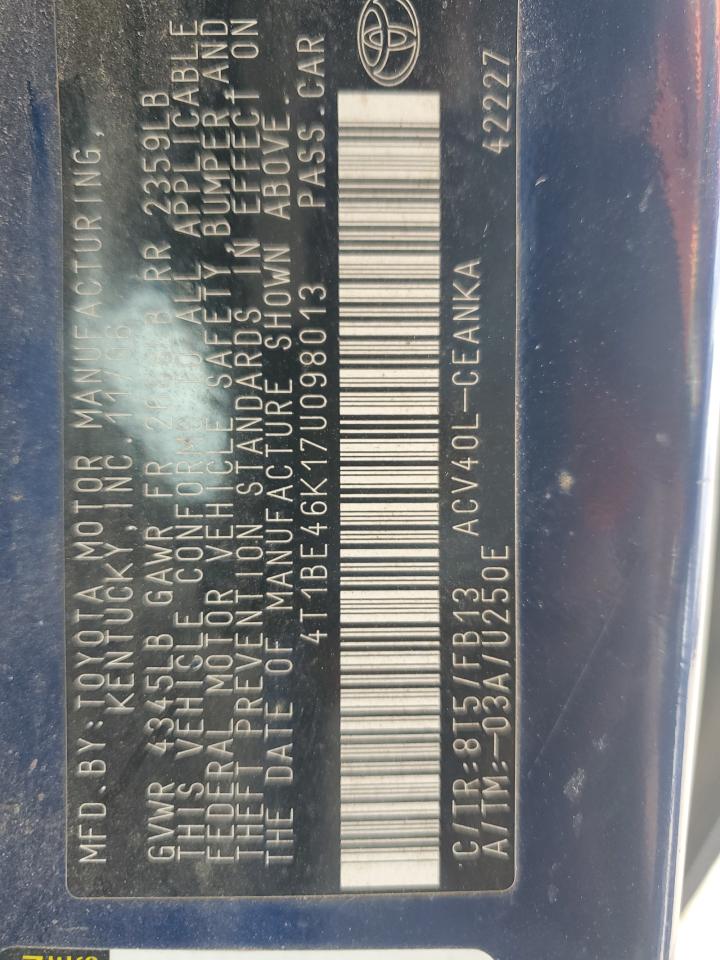 MFD.BY:TOYOTA MOTOR MANUFACTURING,
KENTUCKY,INC. 11/06
GVWR 4345LB GAWR FR RR 2359LB
THIS VEHICLE CONFORMS TO ALL APPLICABLE
FEDERAL MOTOR VEHICLE SAFETY,BUMPER,AND
THEFT PREVENTION STANDARDS IN EFFECT ON
THE DATE OF MANUFACTURE SHOWN ABOVE.
4T1BE46K17U098013 PASS.CAR
C/TR:8T5/FB13 ACV40L-CEANKA 42227
A/TM:-03A/U250E